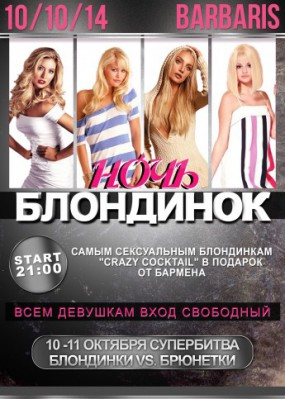 10/10/14 BARBARIS
НОЧЬ
БЛОНДИНОК
START
21:00
САМЫМ СЕКСУАЛЬНЫМ БЛОНДИНКАМ
"CRAZY COCKTAIL" В ПОДАРОК
ОТ БАРМЕНА
ВСЕМ ДЕВУШКАМ ВХОД СВОБОДНЫЙ
10 -11 ОКТЯБРЯ СУПЕРБИТВА
БЛОНДИНКИ VS. БРЮНЕТКИ